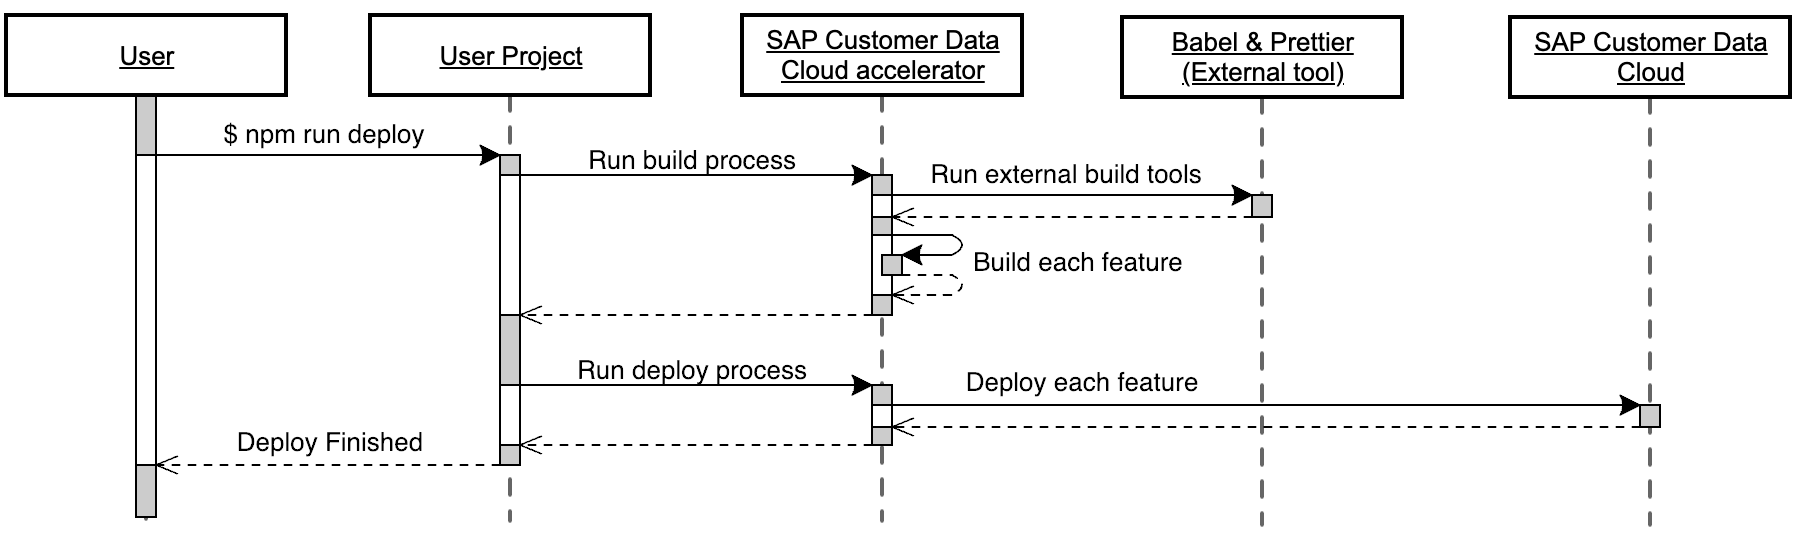 User
User Project
SAP Customer Data
Cloud accelerator
Babel & Prettier
(External tool)
SAP Customer Data
Cloud
$ npm run deploy
Run build process
Run external build tools
Build each feature
Run deploy process
Deploy each feature
Deploy Finished